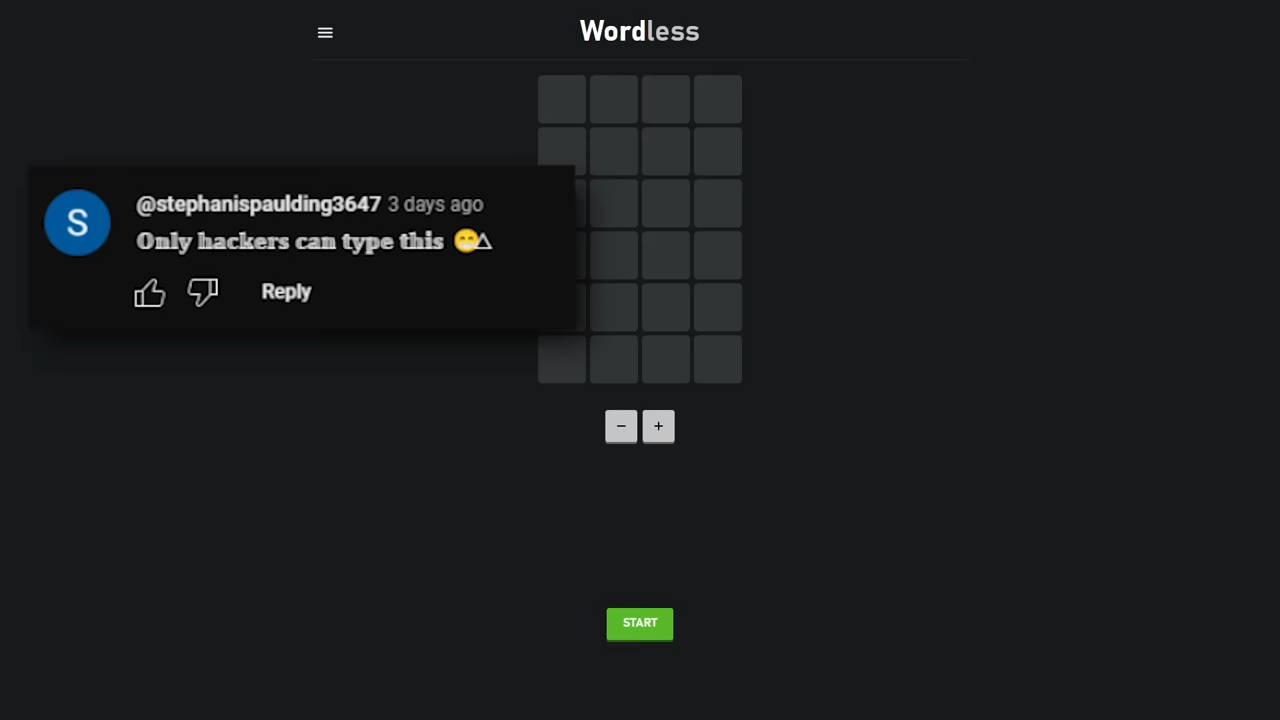 Wordless
@stephanispaulding3647 3 days ago
Only hackers can type this 😁△
S
Reply
− +
START